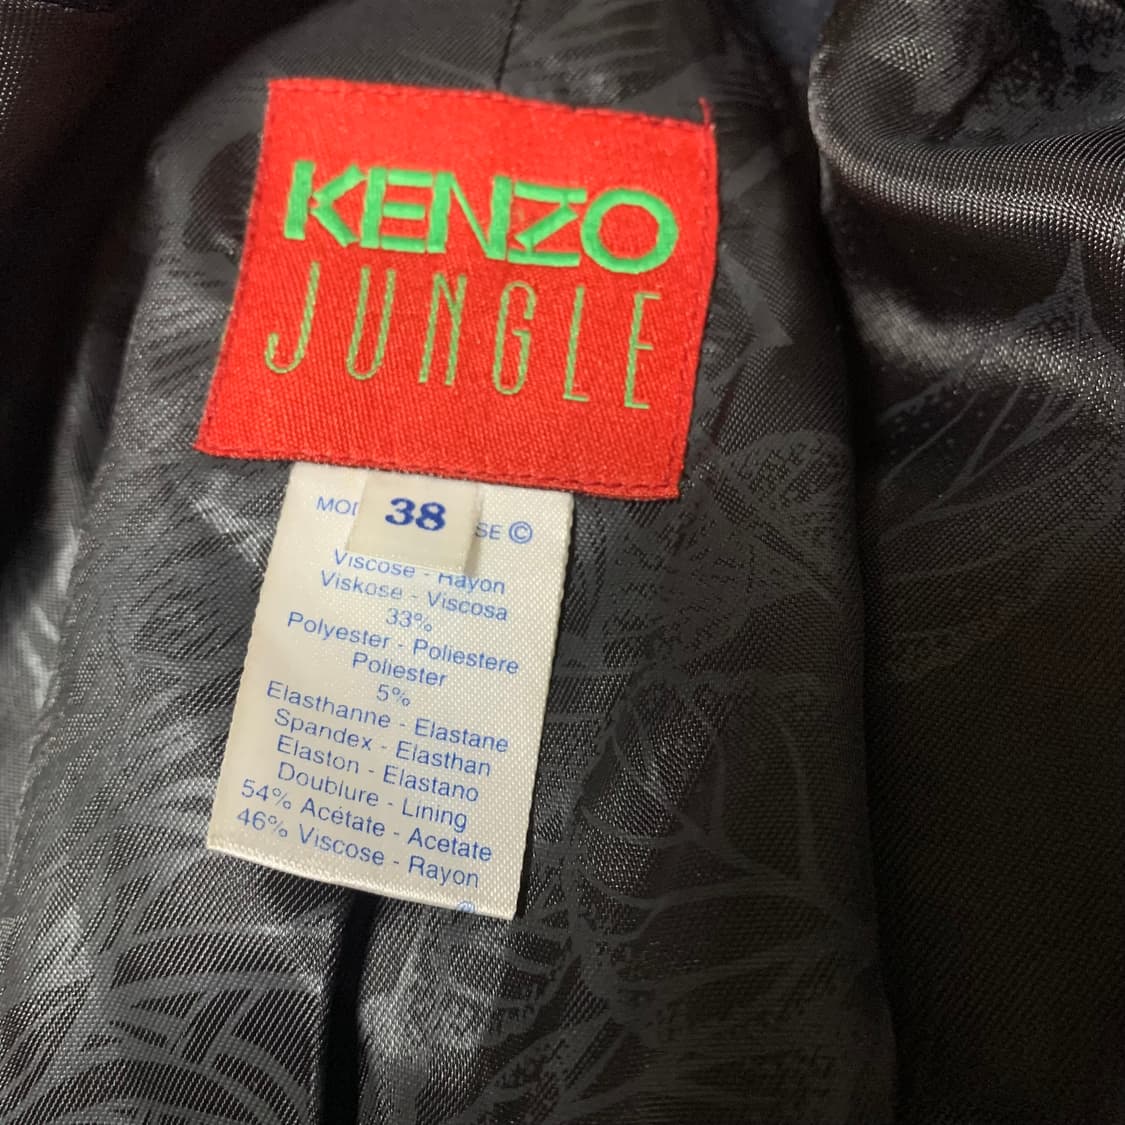 KENZO
JUNGLE
38
SE ©
Viscose - Rayon
Viskose - Viscosa
33%
Polyester - Poliestere
Poliester
5%
Elasthanne - Elastane
Spandex - Elasthan
Elaston - Elastano
Doublure - Lining
54% Acétate - Acetate
46% Viscose - Rayon